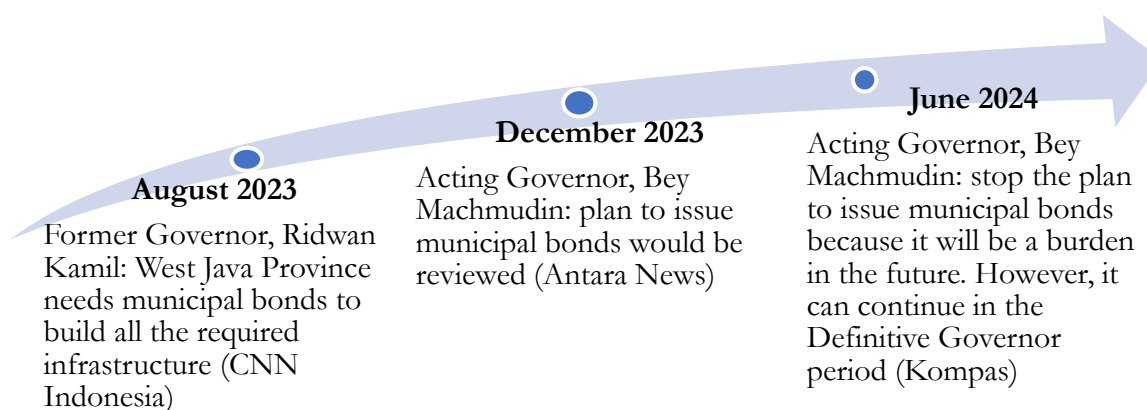 August 2023
Former Governor, Ridwan
Kamil: West Java Province
needs municipal bonds to
build all the required
infrastructure (CNN
Indonesia)
December 2023
Acting Governor, Bey
Machmudin: plan to issue
municipal bonds would be
reviewed (Antara News)
June 2024
Acting Governor, Bey
Machmudin: stop the plan
to issue municipal bonds
because it will be a burden
in the future. However, it
can continue in the
Definitive Governor
period (Kompas)